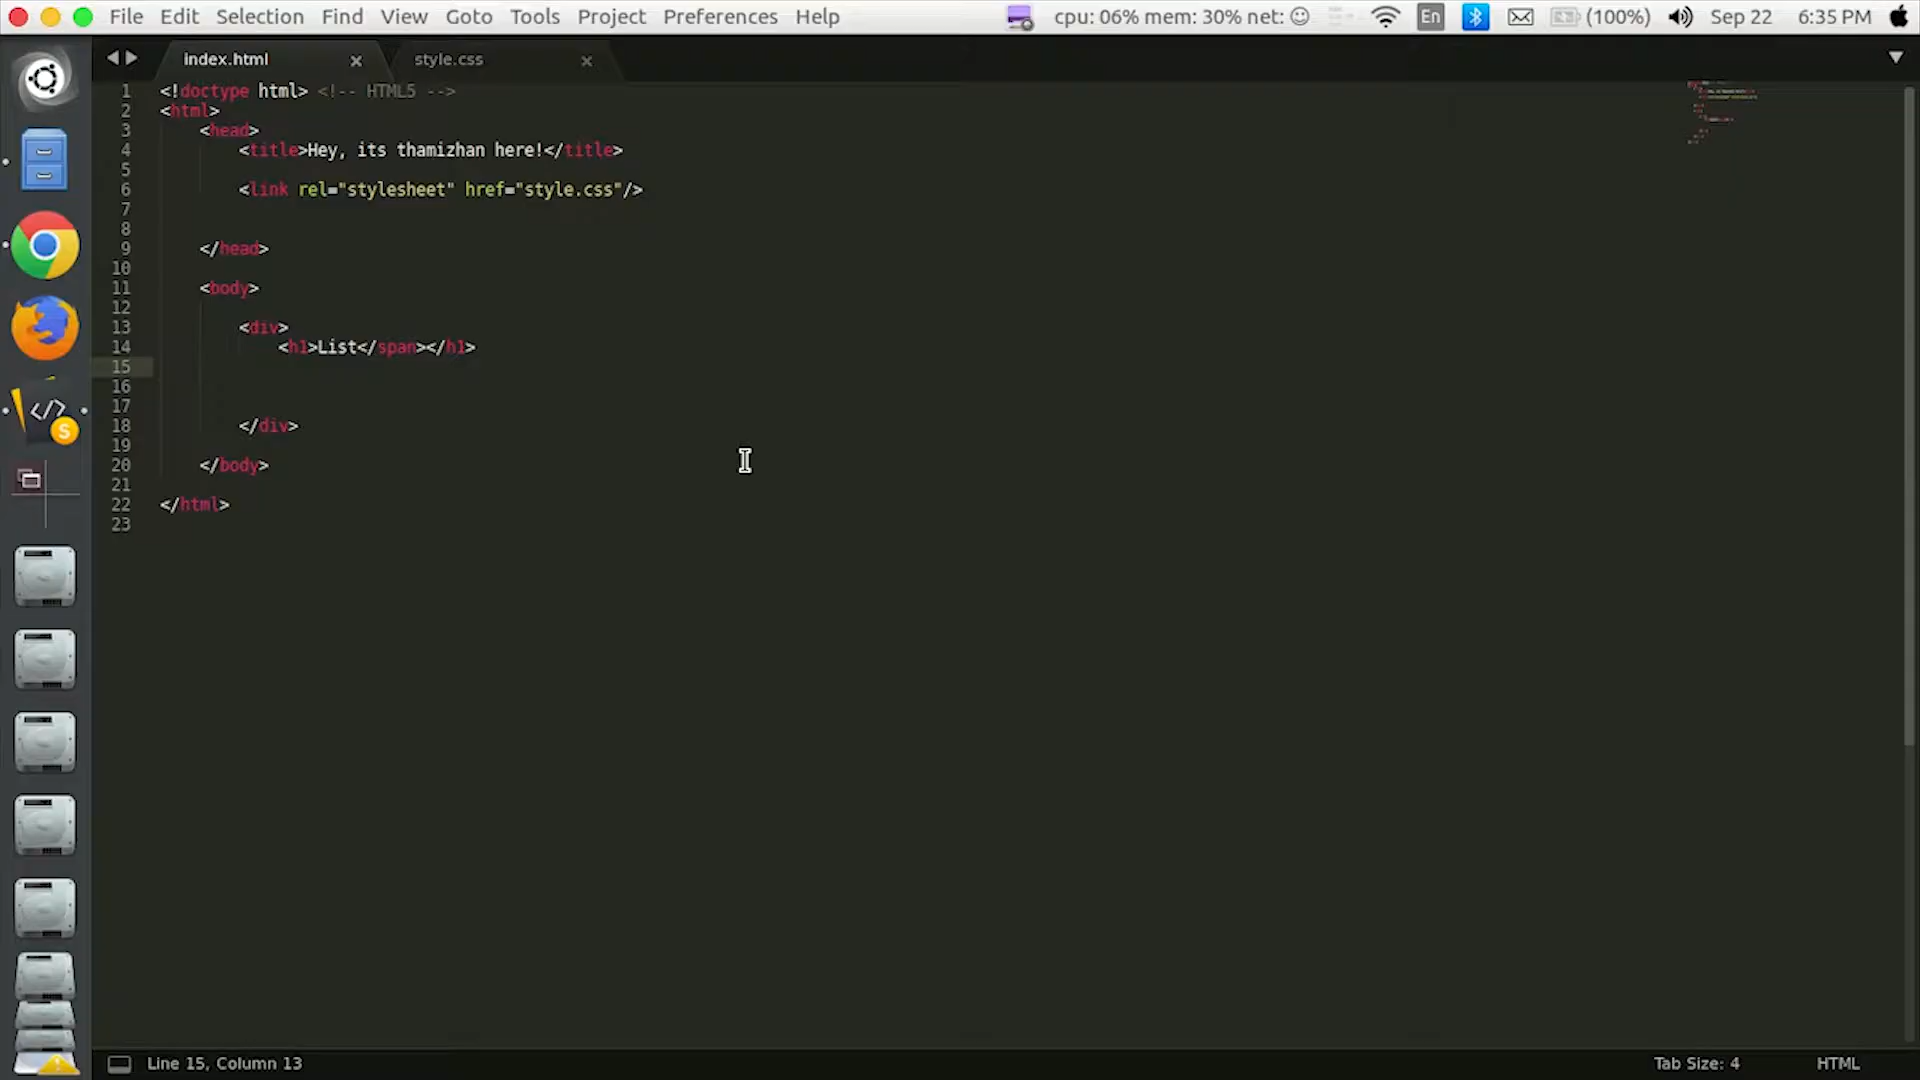 File Edit Selection Find View Goto Tools Project Preferences Help cpu: 06% mem: 30% net: En (100%) Sep 22 6:35 PM
index.html style.css
1 <!doctype html> <!-- HTML5 -->
2 <html>
3 <head>
4 <title>Hey, its thamizhan here!</title>
5
6 <link rel="stylesheet" href="style.css"/>
7
8
9 </head>
10
11 <body>
12
13 <div>
14 <h1>List</span></h1>
15
16
17
18 </div>
19
20 </body>
21
22 </html>
23
Line 15, Column 13 Tab Size: 4 HTML